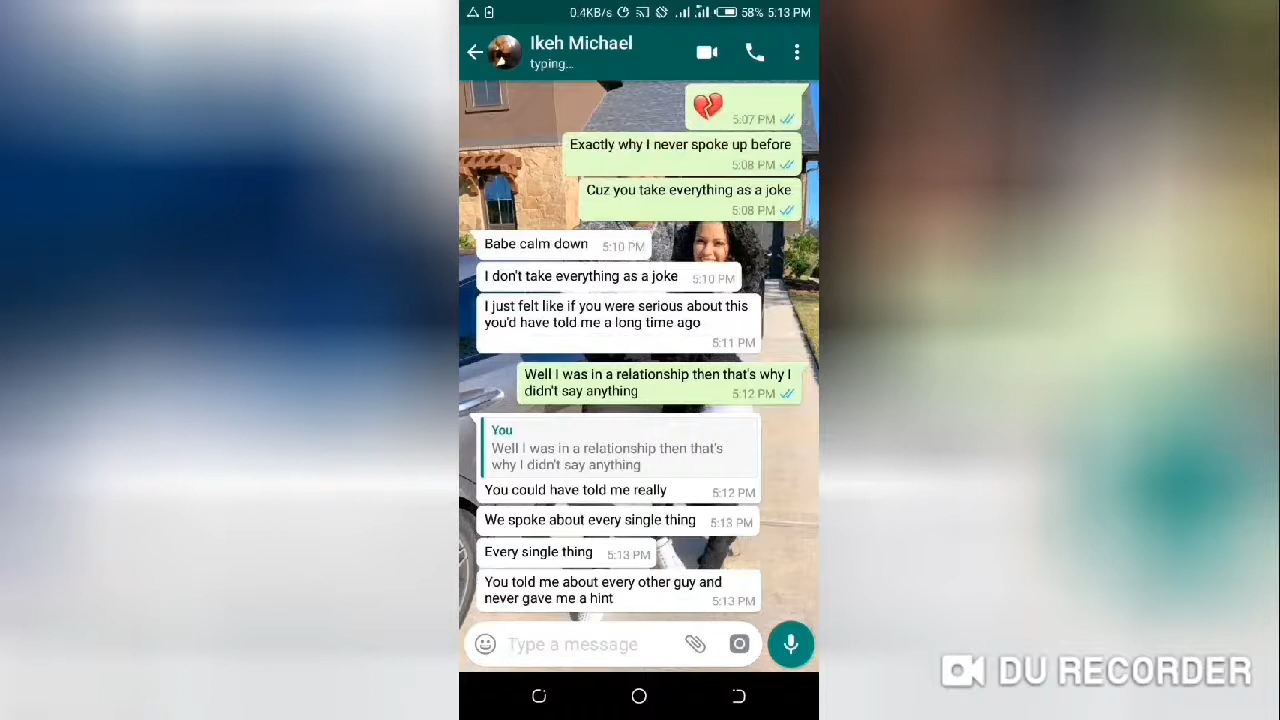 0.4KB/s 58% 5:13 PM
Ikeh Michael
typing...
5:07 PM
Exactly why I never spoke up before
5:08 PM
Cuz you take everything as a joke
5:08 PM
Babe calm down 5:10 PM
I don't take everything as a joke 5:10 PM
I just felt like if you were serious about this
you'd have told me a long time ago
5:11 PM
Well I was in a relationship then that's why I
didn't say anything 5:12 PM
You
Well I was in a relationship then that's
why I didn't say anything
You could have told me really 5:12 PM
We spoke about every single thing 5:13 PM
Every single thing 5:13 PM
You told me about every other guy and
never gave me a hint 5:13 PM
Type a message
DU RECORDER